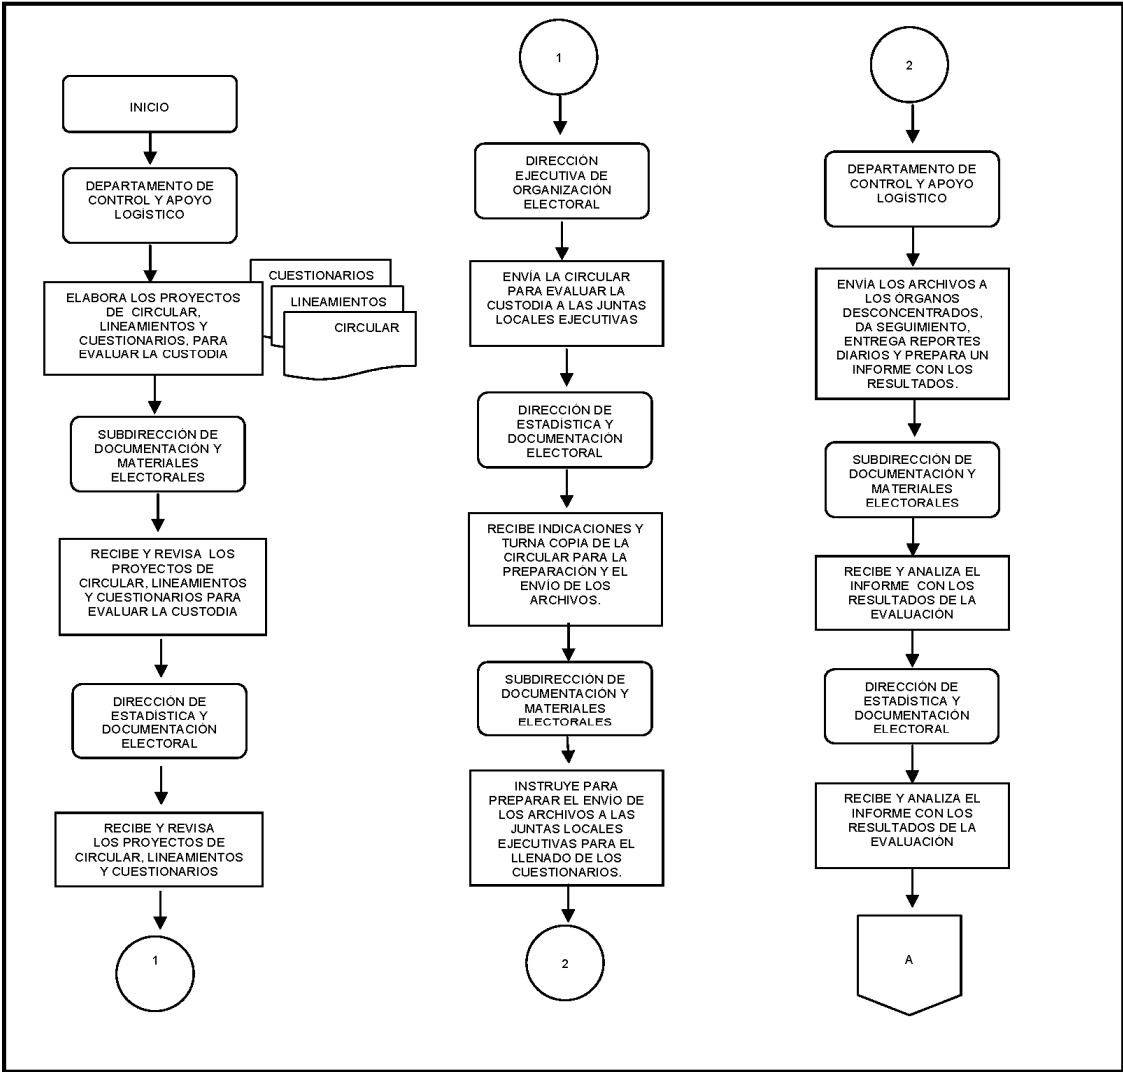 INICIO
DEPARTAMENTO DE
CONTROL Y APOYO
LOGÍSTICO
ELABORA LOS PROYECTOS
DE CIRCULAR,
LINEAMIENTOS Y
CUESTIONARIOS, PARA
EVALUAR LA CUSTODIA
CUESTIONARIOS
LINEAMIENTOS
CIRCULAR
SUBDIRECCIÓN DE
DOCUMENTACIÓN Y
MATERIALES
ELECTORALES
RECIBE Y REVISA LOS
PROYECTOS DE
CIRCULAR, LINEAMIENTOS
Y CUESTIONARIOS PARA
EVALUAR LA CUSTODIA
DIRECCIÓN DE
ESTADÍSTICA Y
DOCUMENTACIÓN
ELECTORAL
RECIBE Y REVISA
LOS PROYECTOS DE
CIRCULAR, LINEAMIENTOS
Y CUESTIONARIOS
1
1
DIRECCIÓN
EJECUTIVA DE
ORGANIZACIÓN
ELECTORAL
ENVÍA LA CIRCULAR
PARA EVALUAR LA
CUSTODIA A LAS JUNTAS
LOCALES EJECUTIVAS
DIRECCIÓN DE
ESTADÍSTICA Y
DOCUMENTACIÓN
ELECTORAL
RECIBE INDICACIONES Y
TURNA COPIA DE LA
CIRCULAR PARA LA
PREPARACIÓN Y EL
ENVÍO DE LOS
ARCHIVOS.
SUBDIRECCIÓN DE
DOCUMENTACIÓN Y
MATERIALES
ELECTORALES
INSTRUYE PARA
PREPARAR EL ENVÍO DE
LOS ARCHIVOS A LAS
JUNTAS LOCALES
EJECUTIVAS PARA EL
LLENADO DE LOS
CUESTIONARIOS.
2
2
DEPARTAMENTO DE
CONTROL Y APOYO
LOGÍSTICO
ENVÍA LOS ARCHIVOS A
LOS ÓRGANOS
DESCONCENTRADOS,
DA SEGUIMIENTO,
ENTREGA REPORTES
DIARIOS Y PREPARA UN
INFORME CON LOS
RESULTADOS.
SUBDIRECCIÓN DE
DOCUMENTACIÓN Y
MATERIALES
ELECTORALES
RECIBE Y ANALIZA EL
INFORME CON LOS
RESULTADOS DE LA
EVALUACIÓN
DIRECCIÓN DE
ESTADÍSTICA Y
DOCUMENTACIÓN
ELECTORAL
RECIBE Y ANALIZA EL
INFORME CON LOS
RESULTADOS DE LA
EVALUACIÓN
A